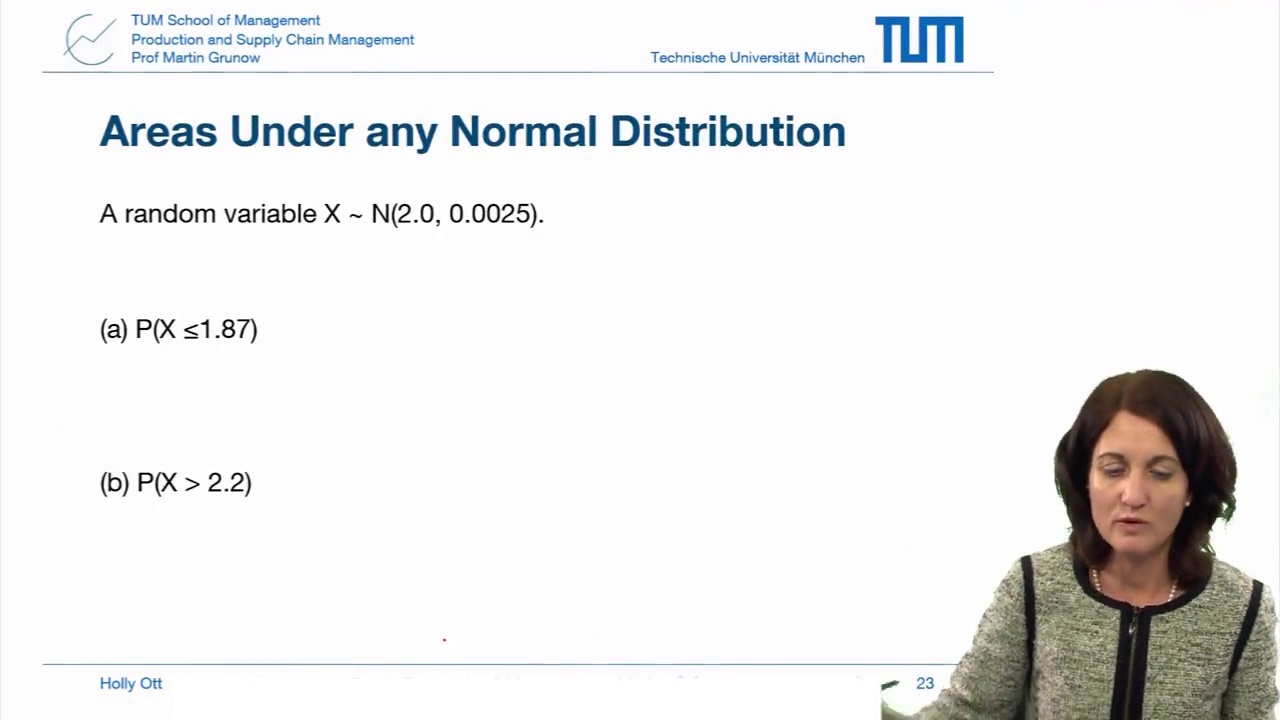 TUM School of Management
Production and Supply Chain Management
Prof Martin Grunow
Technische Universität München
TUM
Areas Under any Normal Distribution
A random variable X ~ N(2.0, 0.0025).
(a) P(X ≤1.87)
(b) P(X > 2.2)
Holly Ott
23